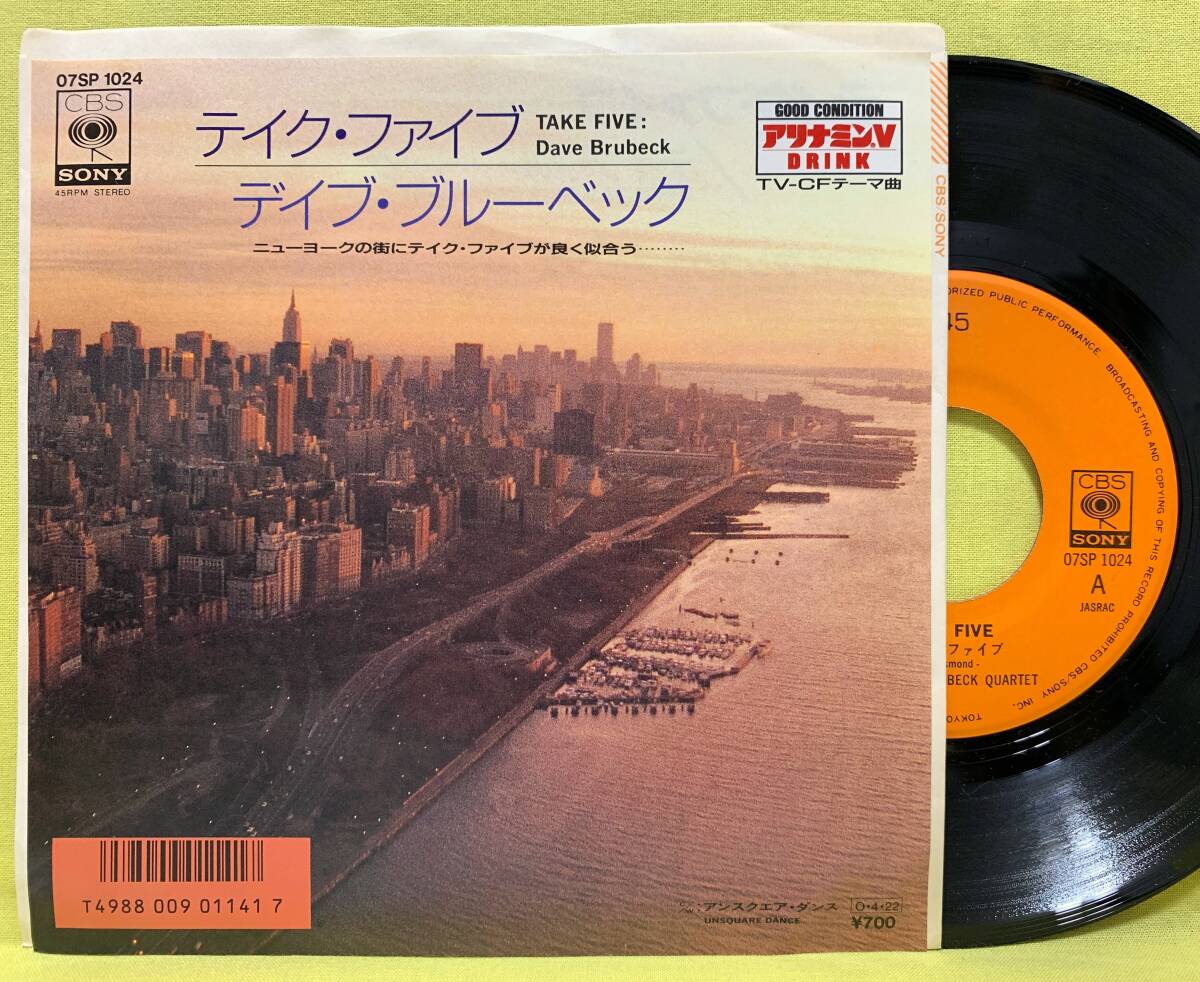 07SP 1024
CBS
SONY
45RPM STEREO
テイク・ファイブ
TAKE FIVE:
Dave Brubeck
デイブ・ブルーベック
ニューヨークの街にテイク・ファイブが良く似合う‥‥‥‥
GOOD CONDITION
アリナミンV
DRINK
TV-CFテーマ曲
T4988 009 01141 7
c/w:アンスクエア・ダンス
UNSQUARE DANCE
O・4・22
¥700
CBS/SONY
45
ORIZED PUBLIC PERFORMANCE, BROADCASTING AND COPYING OF THIS RECORD PROHIBITED CBS/SONY INC. TOKYO
CBS
SONY
07SP 1024
A
JASRAC
FIVE
ファイブ
smond -
BECK QUARTET